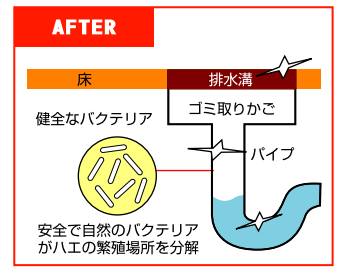 AFTER
床
排水溝
ゴミ取りかご
健全なバクテリア
パイプ
安全で自然のバクテリア
がハエの繁殖場所を分解